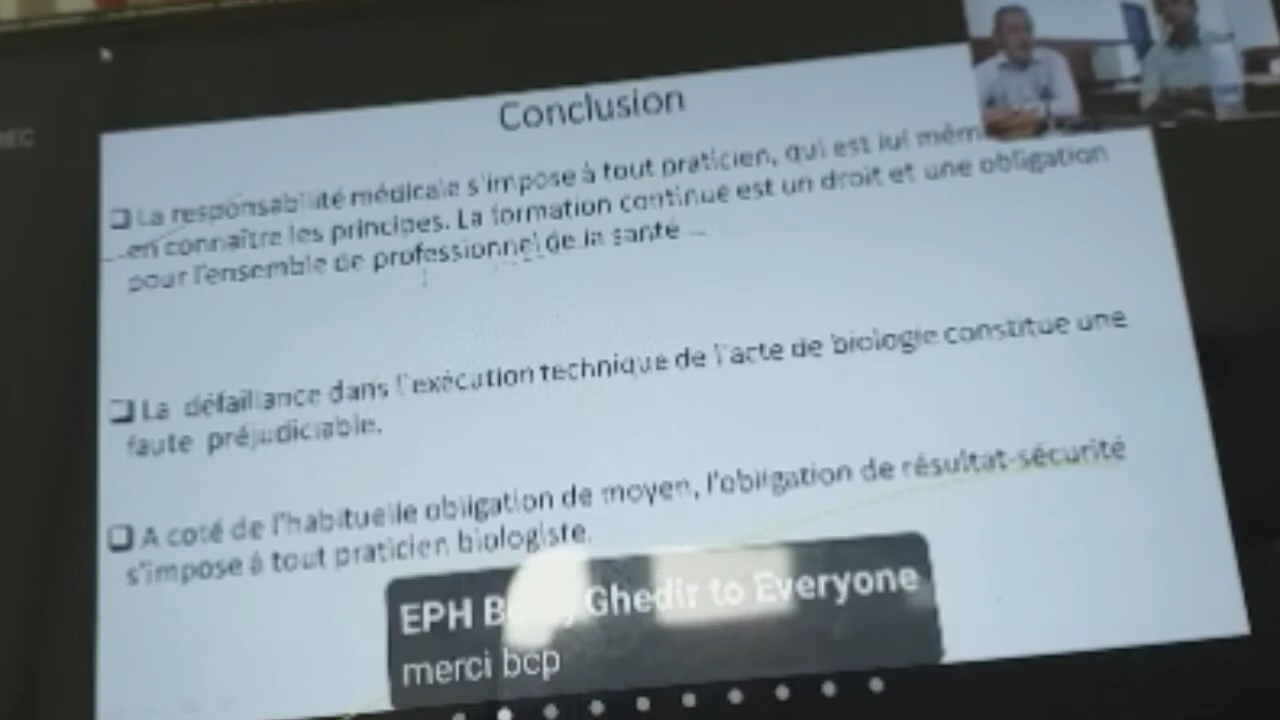 REC
Conclusion
❑ La responsabilité médicale s'impose à tout praticien, qui est lui
en connaître les principes. La formation continue est un droit et une obligation
pour l'ensemble de professionnel de la santé
❑ La défaillance dans l'exécution technique de l'acte de biologie constitue une
faute préjudiciable.
❑ A coté de l'habituelle obligation de moyen, l'obligation de résultat-sécurité
s'impose à tout praticien biologiste.
EPH Ghedir to Everyone
merci bcp